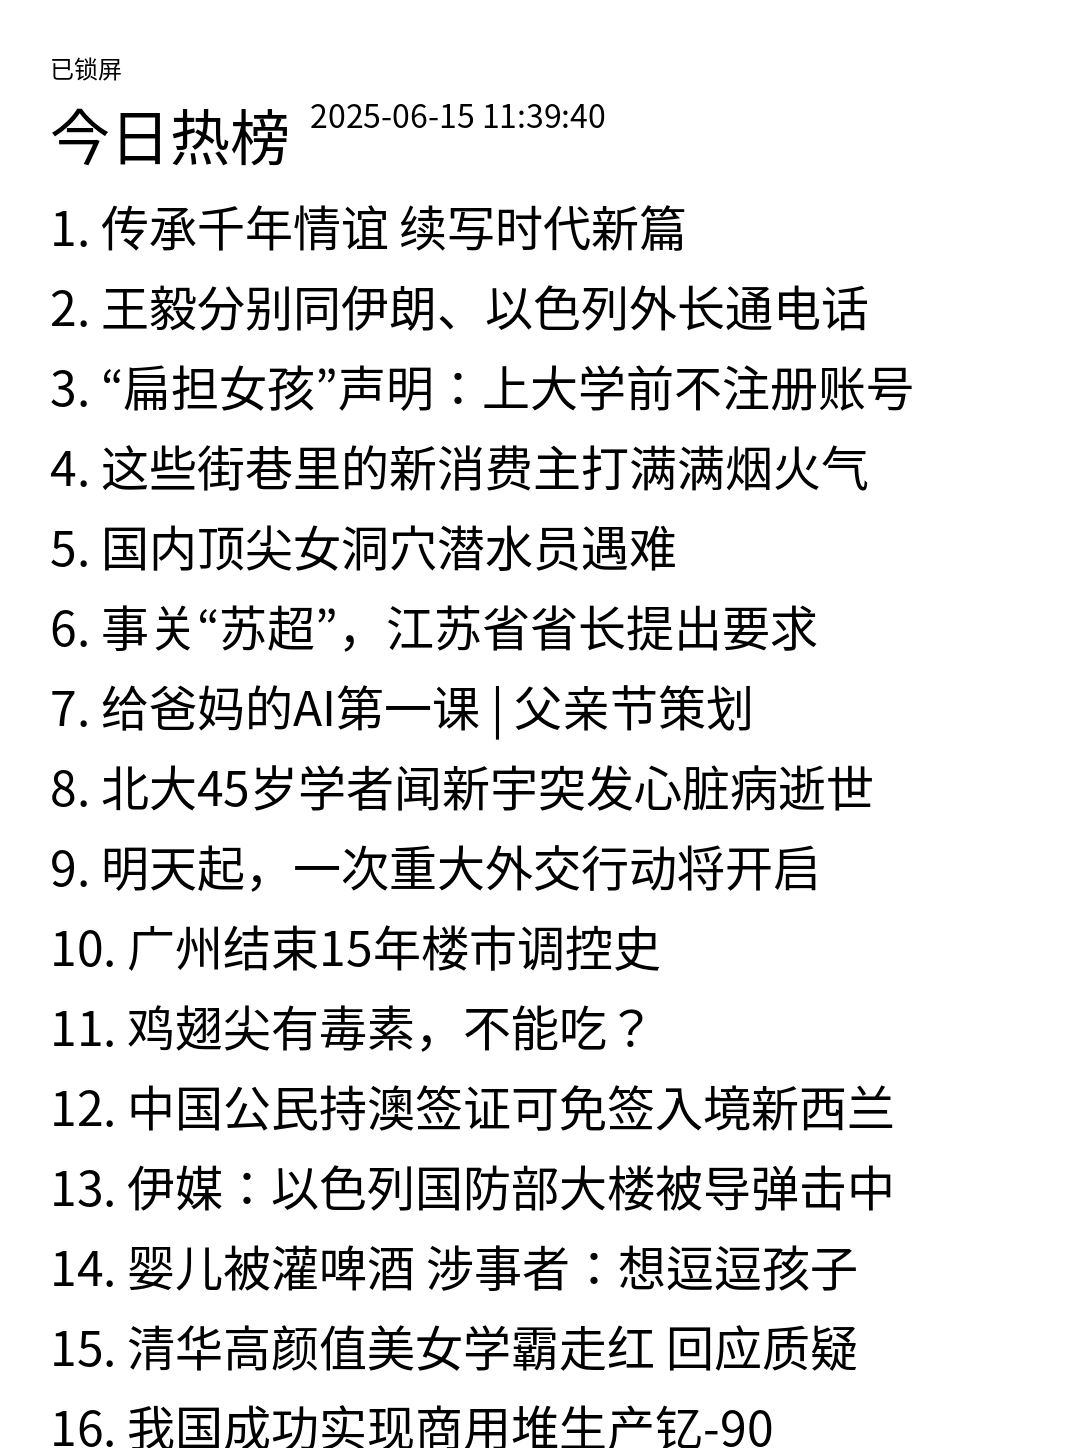 已锁屏
今日热榜 2025-06-15 11:39:40
1. 传承千年情谊 续写时代新篇
2. 王毅分别同伊朗、以色列外长通电话
3. “扁担女孩”声明：上大学前不注册账号
4. 这些街巷里的新消费主打满满烟火气
5. 国内顶尖女洞穴潜水员遇难
6. 事关“苏超”，江苏省省长提出要求
7. 给爸妈的AI第一课 | 父亲节策划
8. 北大45岁学者闻新宇突发心脏病逝世
9. 明天起，一次重大外交行动将开启
10. 广州结束15年楼市调控史
11. 鸡翅尖有毒素，不能吃？
12. 中国公民持澳签证可免签入境新西兰
13. 伊媒：以色列国防部大楼被导弹击中
14. 婴儿被灌啤酒 涉事者：想逗逗孩子
15. 清华高颜值美女学霸走红 回应质疑
16. 我国成功实现商用堆生产钇-90